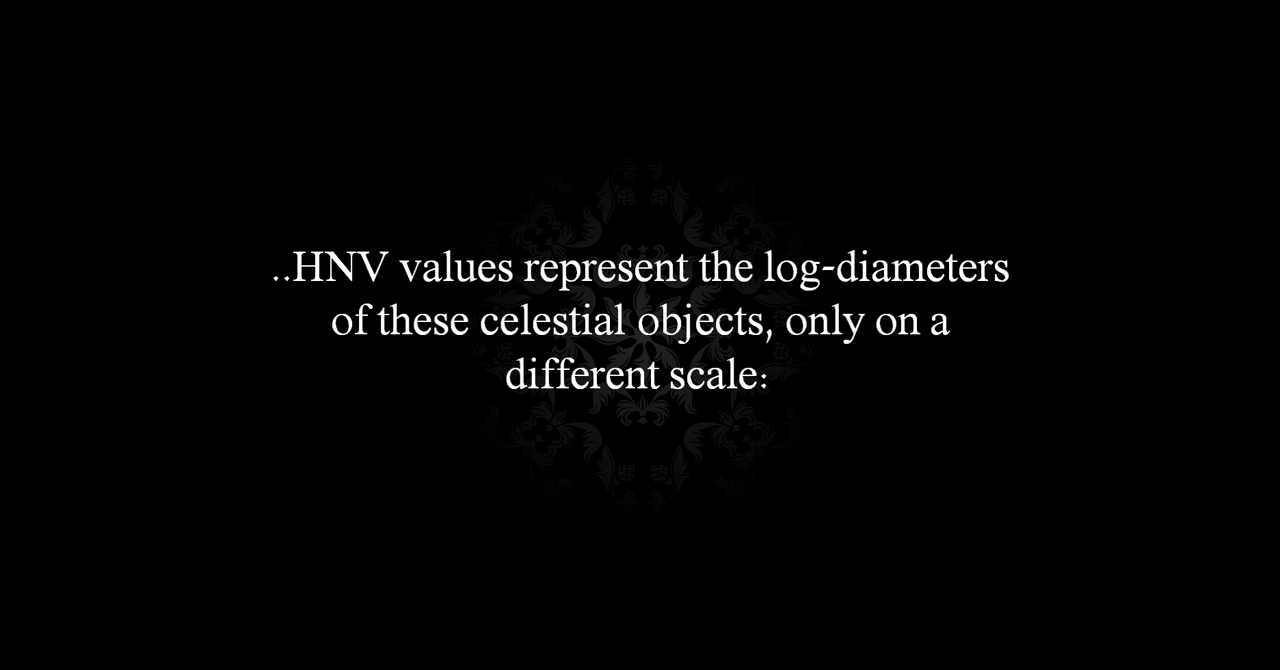 ..HNV values represent the log-diameters
of these celestial objects, only on a
different scale: